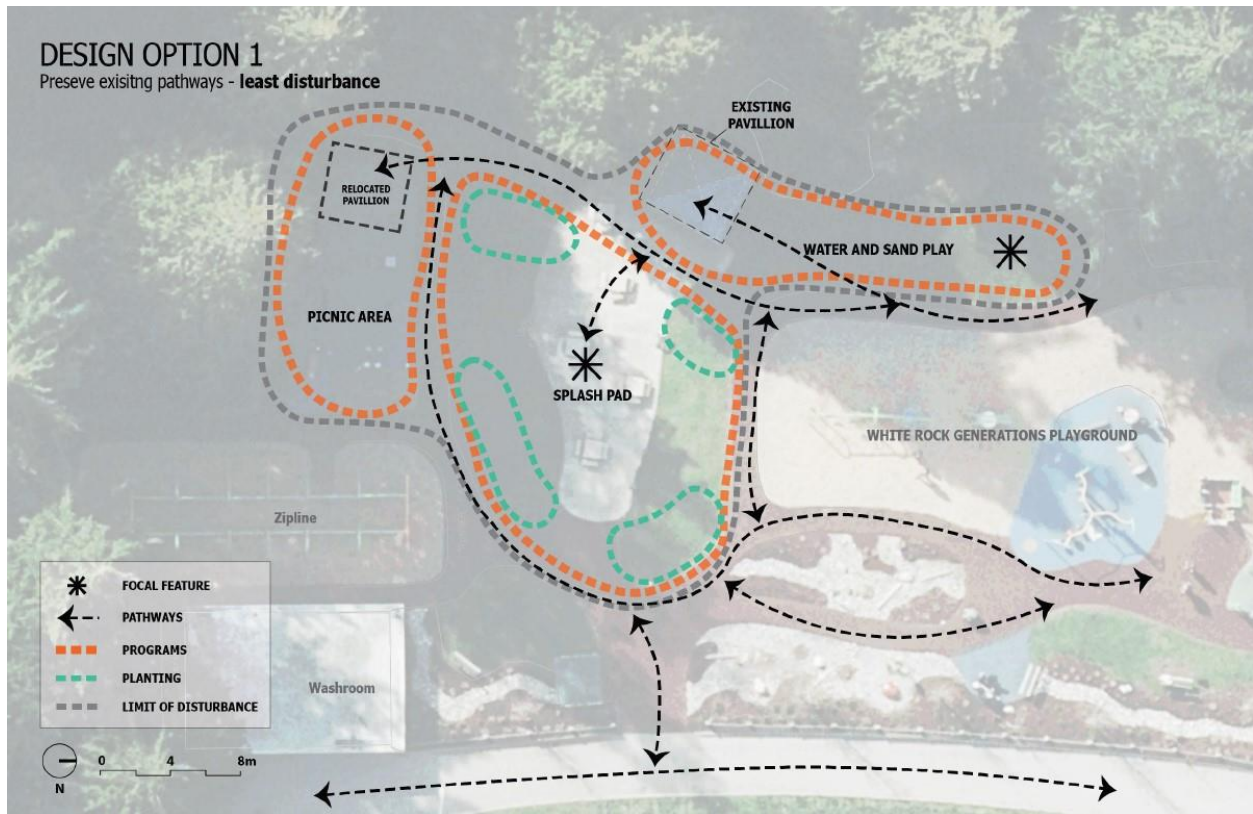 DESIGN OPTION 1
Preseve exisitng pathways - least disturbance
EXISTING
PAVILLION
RELOCATED
PAVILLION
WATER AND SAND PLAY
PICNIC AREA
SPLASH PAD
WHITE ROCK GENERATIONS PLAYGROUND
Zipline
FOCAL FEATURE
PATHWAYS
PROGRAMS
PLANTING
LIMIT OF DISTURBANCE
Washroom
0 4 8m
N